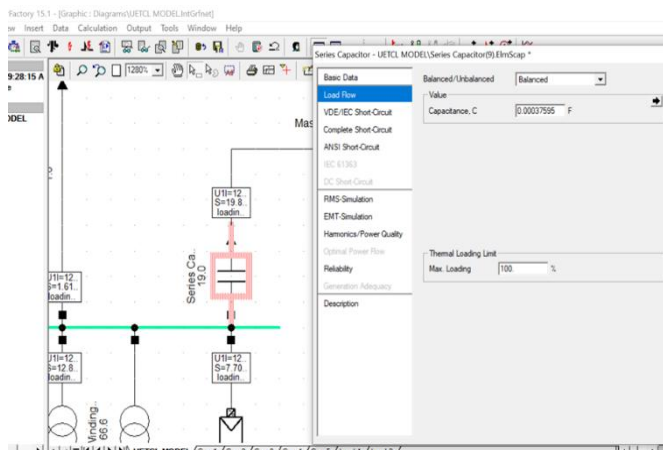 Factory 15.1 - [Graphic : Diagrams\UETCL MODEL.IntGrfnet]
Insert Data Calculation Output Tools Window Help
Series Capacitor - UETCL MODEL\Series Capacitor(9).ElmScap *
9:28:15 A
1280%
Basic Data
Load Flow
VDE/IEC Short-Circuit
Complete Short-Circuit
ANSI Short-Circuit
IEC 61363
DC Short-Circuit
RMS-Simulation
EMT-Simulation
Harmonics/Power Quality
Optimal Power Flow
Reliability
Generation Adequacy
Description
Balanced/Unbalanced Balanced
Value
Capacitance, C 0.00037595 F
Thermal Loading Limit
Max. Loading 100. %
ODEL
Mas
U1l=12..
S=19.8..
loadin..
Series Ca..
19.0
U1l=12..
S=1.61..
loadin..
U1l=12..
S=12.8..
loadin..
U1l=12..
S=7.70..
loadin..
Vinding..
66.6
UETCL MODEL